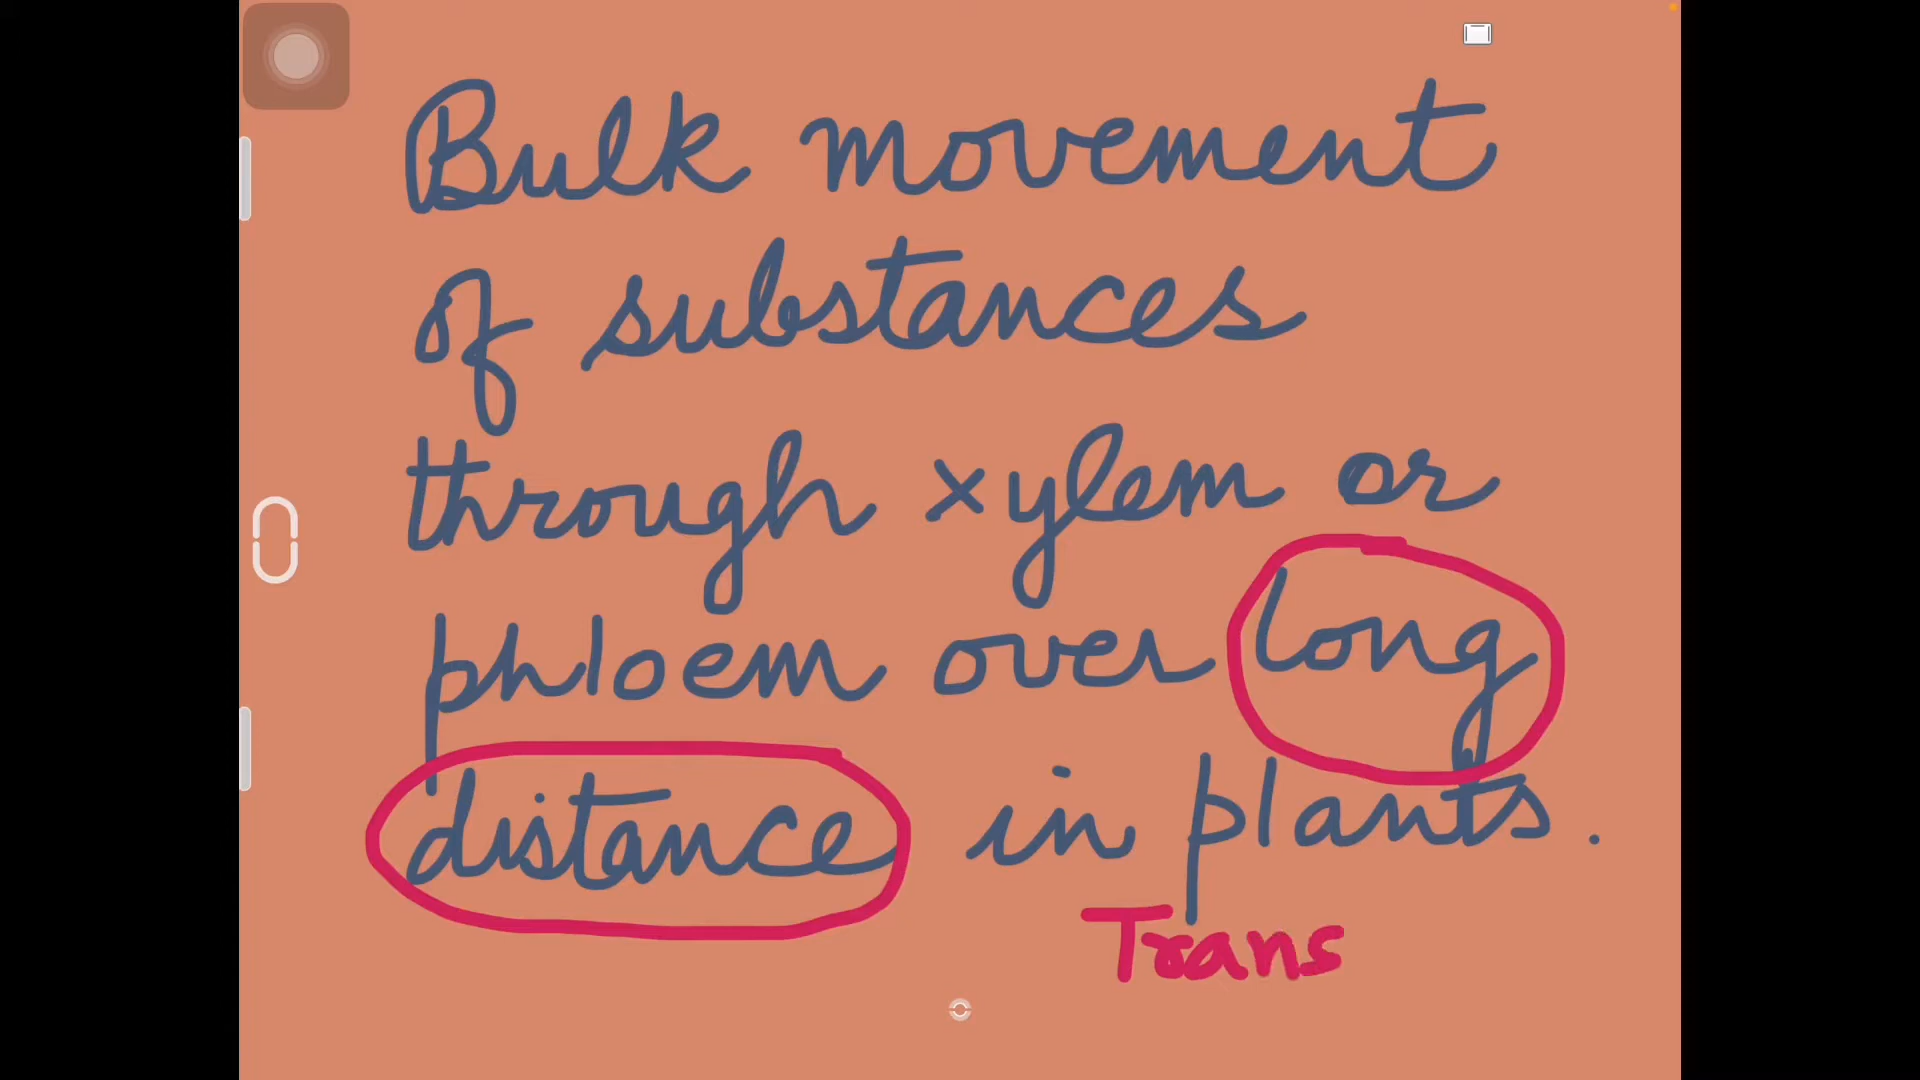 Bulk movement
of substances
through xylem or
phloem over long
distance in plants.
Trans